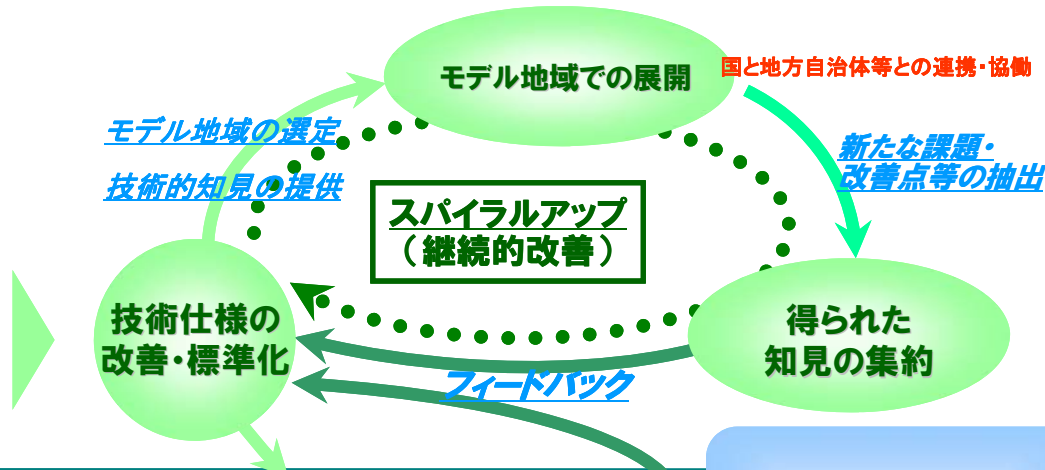 モデル地域での展開
国と地方自治体等との連携・協働
モデル地域の選定
技術的知見の提供
新たな課題・
改善点等の抽出
スパイラルアップ
（継続的改善）
技術仕様の
改善・標準化
得られた
知見の集約
フィードバック